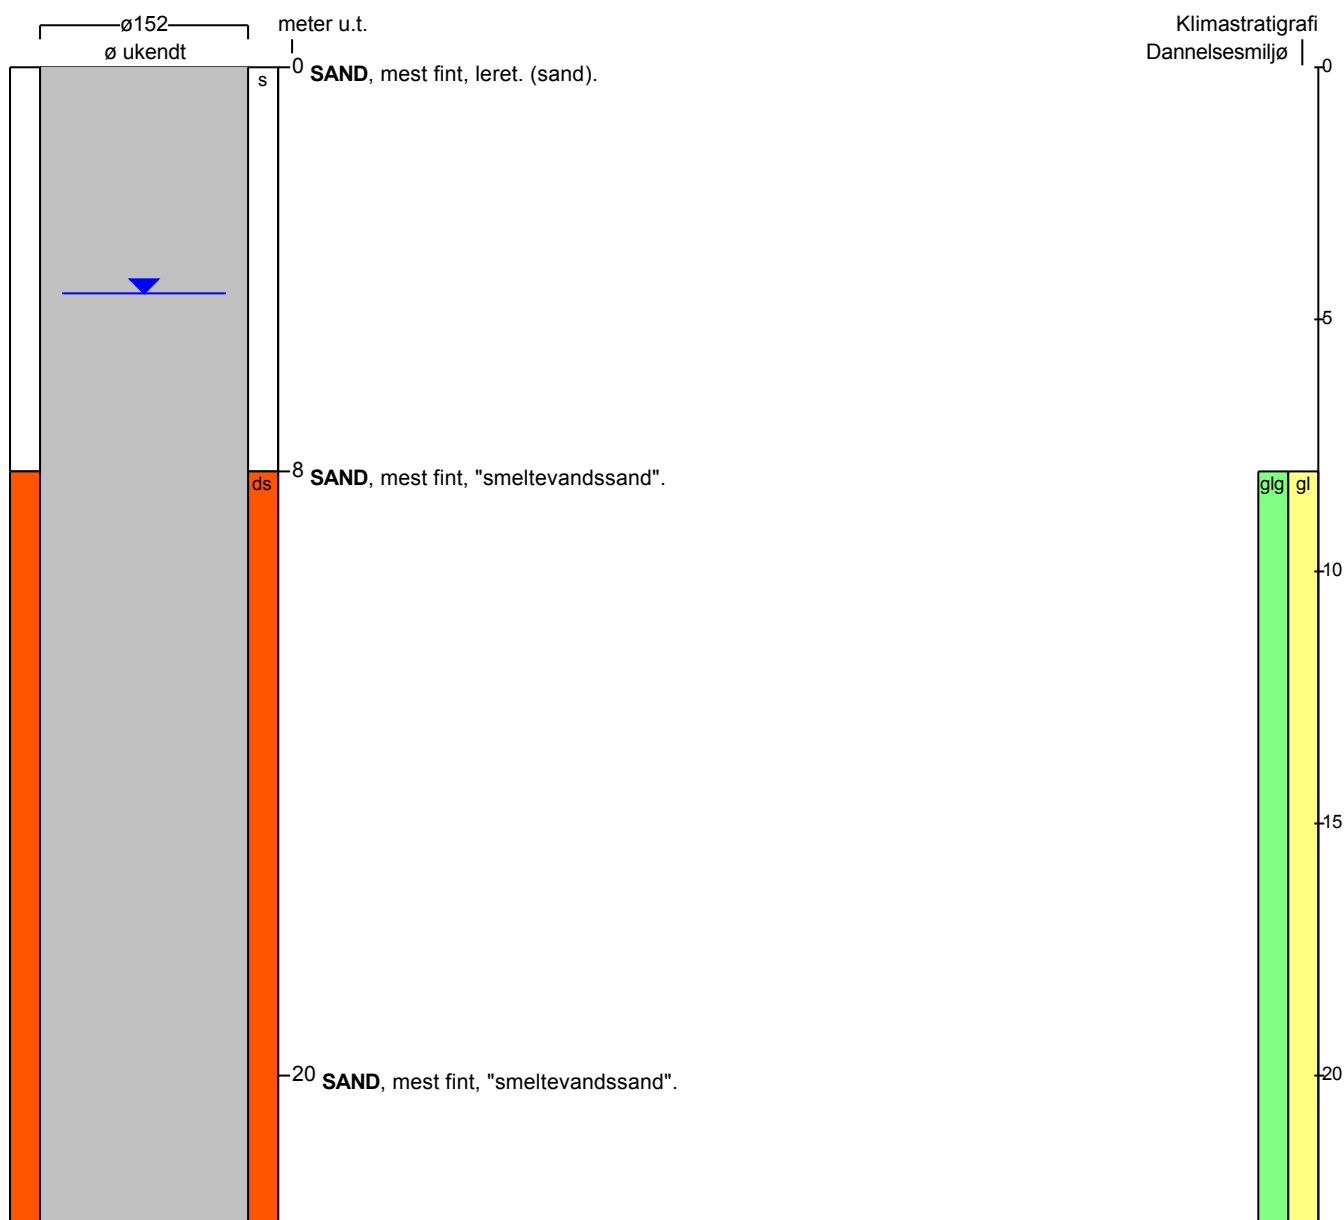 ø152 meter u.t. Klimastratigrafi
ø ukendt Dannelsesmiljø
0 SAND, mest fint, leret. (sand). 0
s
5
8 SAND, mest fint, "smeltevandssand".
ds glg gl
10
15
20 SAND, mest fint, "smeltevandssand". 20